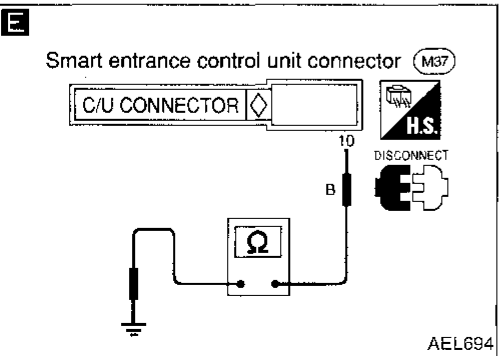 E
Smart entrance control unit connector M37
C/U CONNECTOR
H.S.
10
DISCONNECT
B
Ω
AEL694